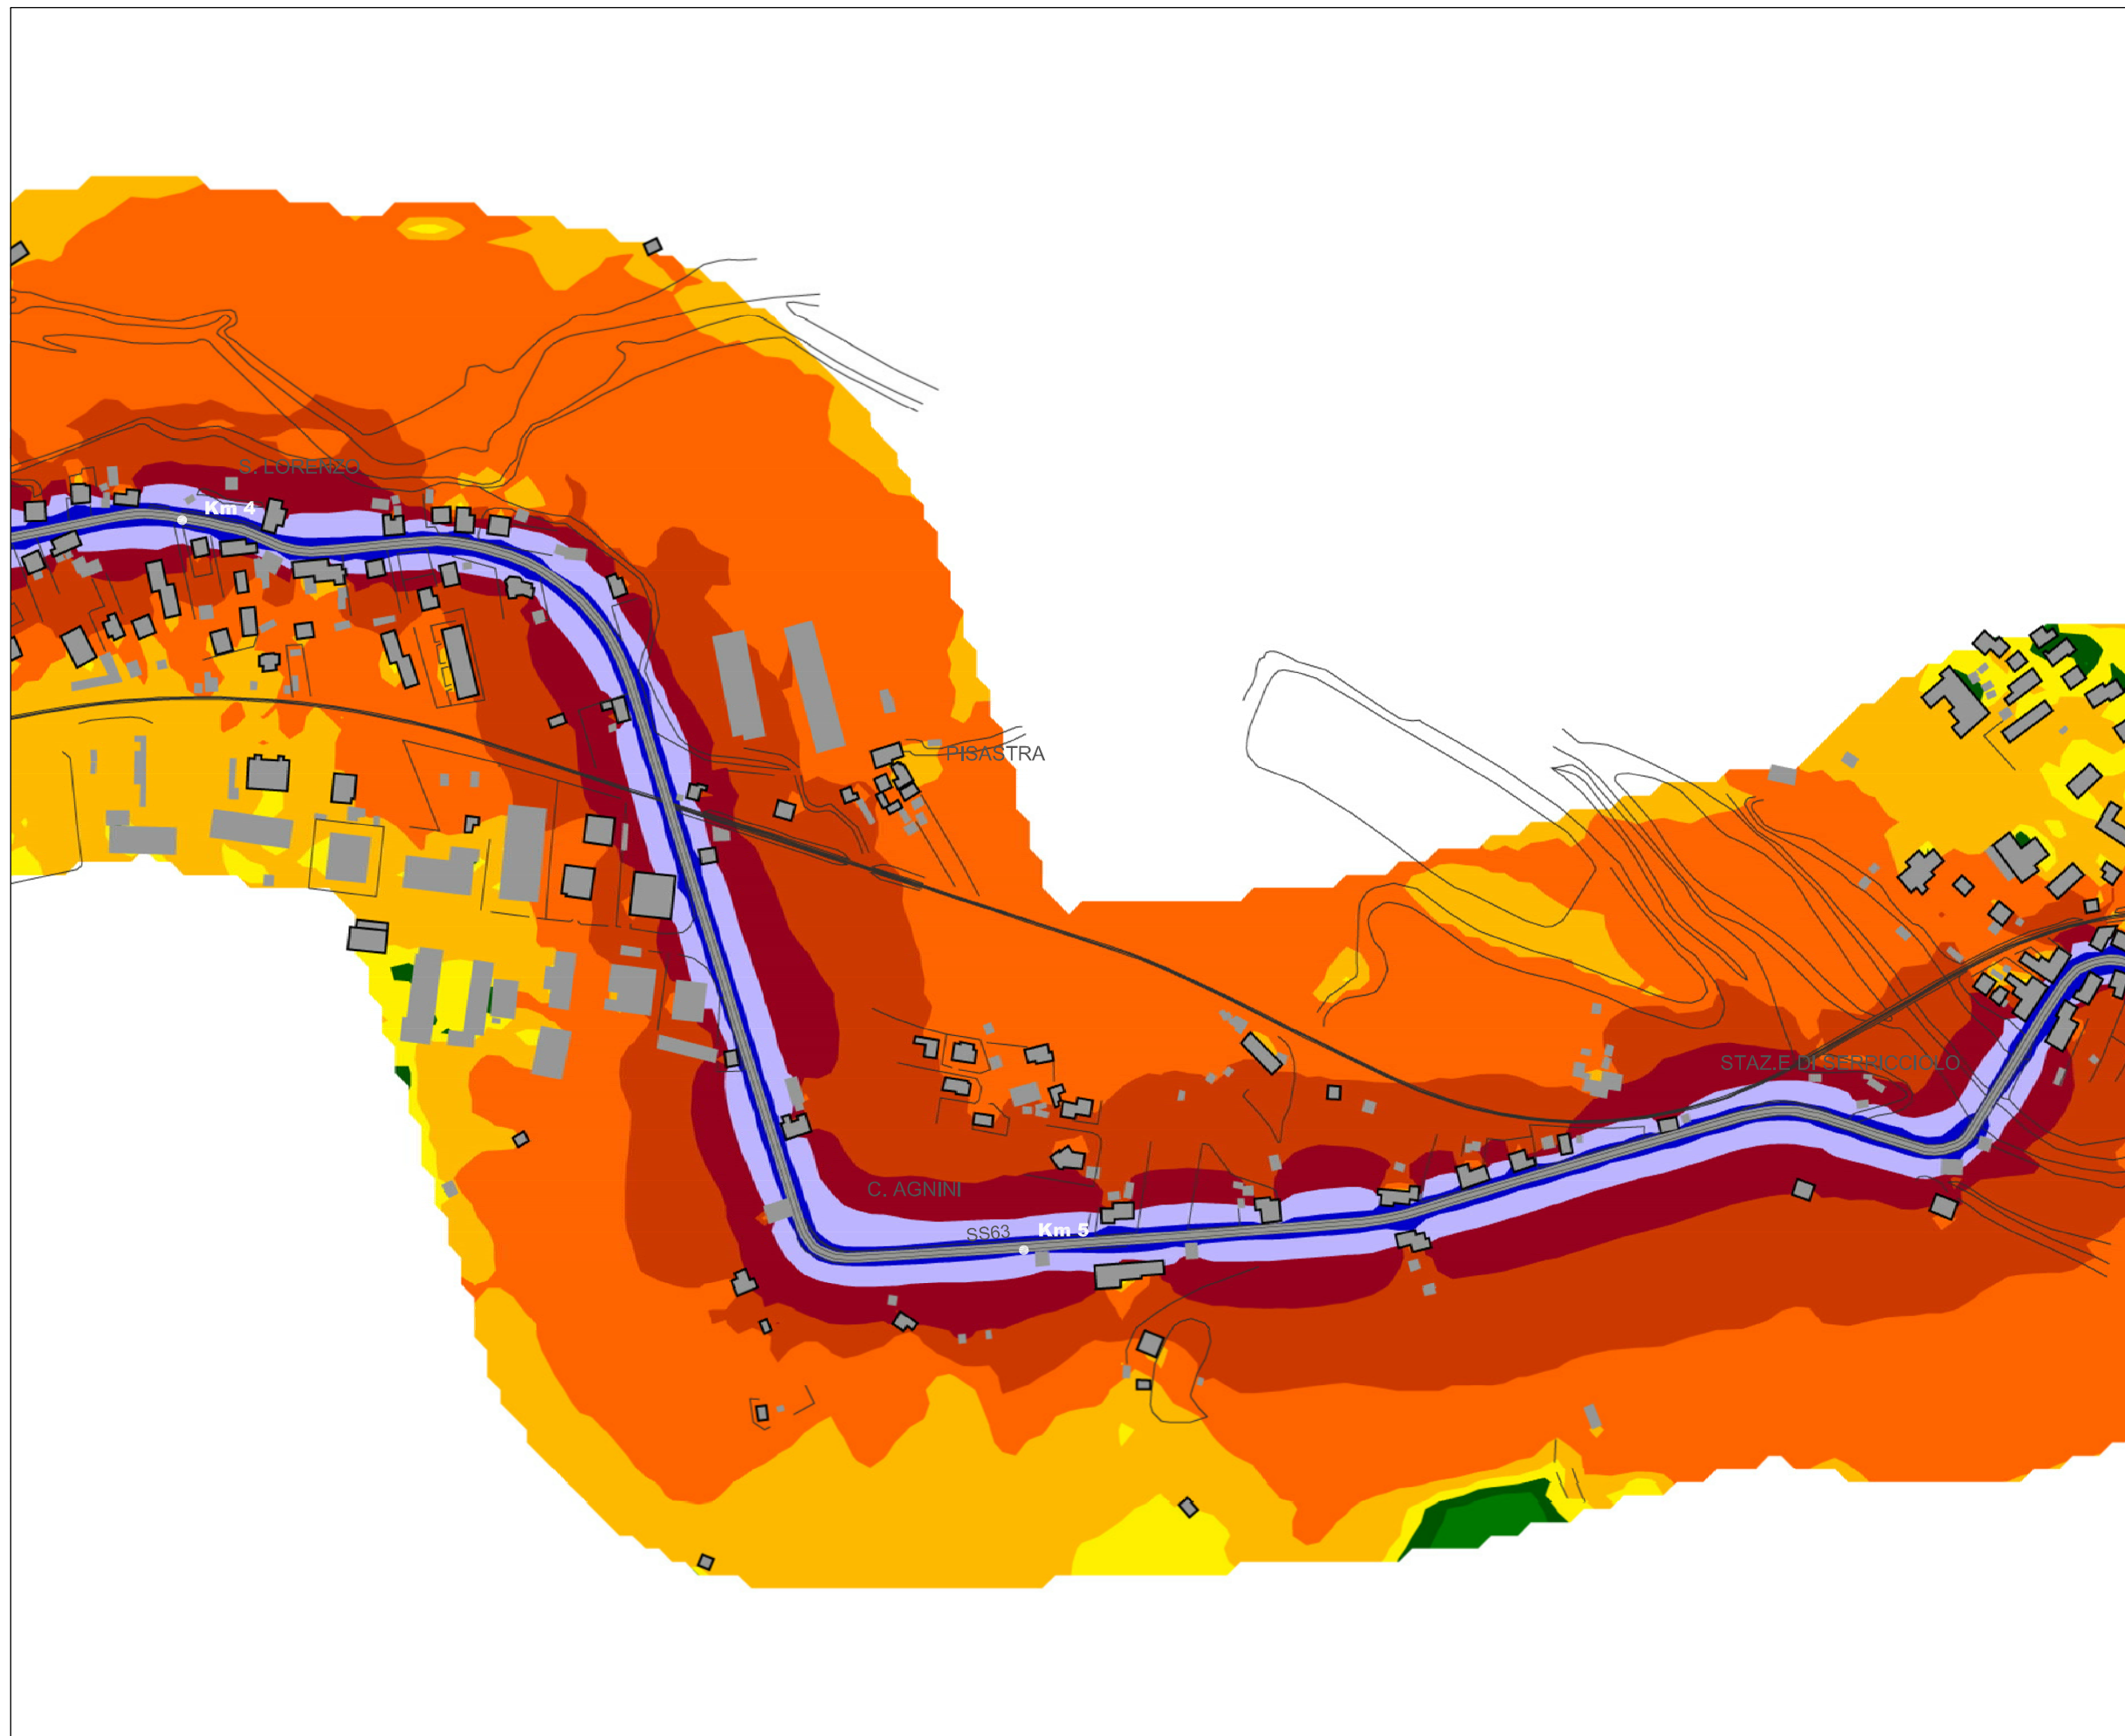 S. LORENZO
Km 4
PISASTRA
STAZ.E DI SERRICCIOLO
C. AGNINI
SS63
Km 5